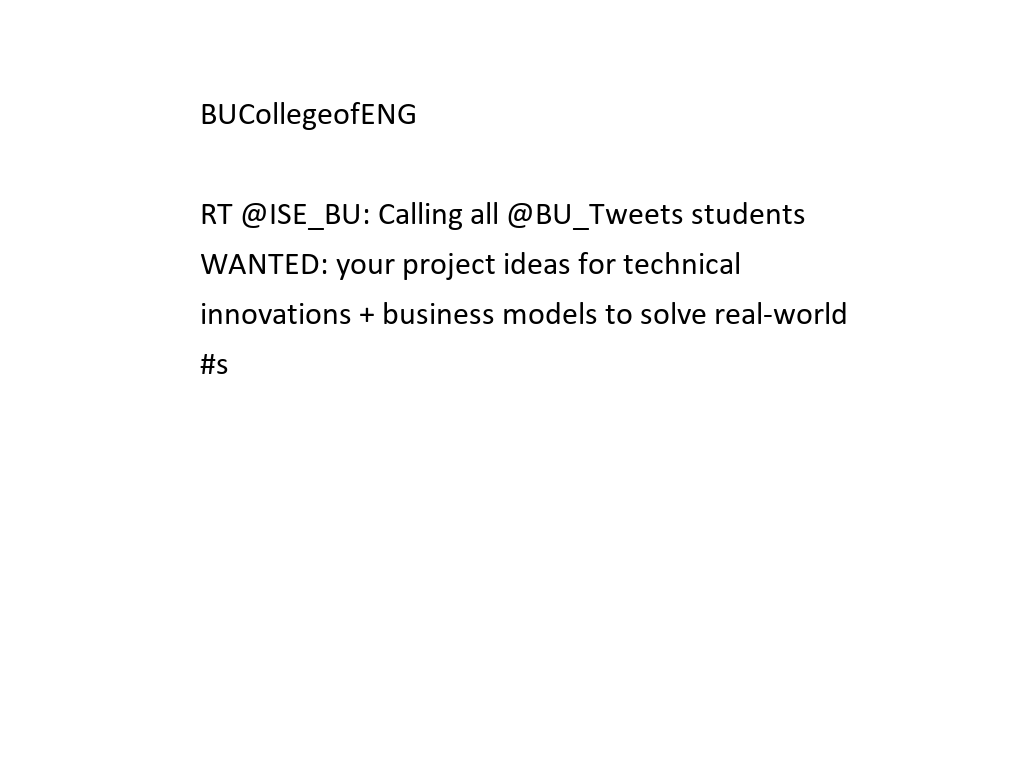 BUCollegeofENG
RT @ISE_BU: Calling all @BU_Tweets students
WANTED: your project ideas for technical
innovations + business models to solve real-world
#s